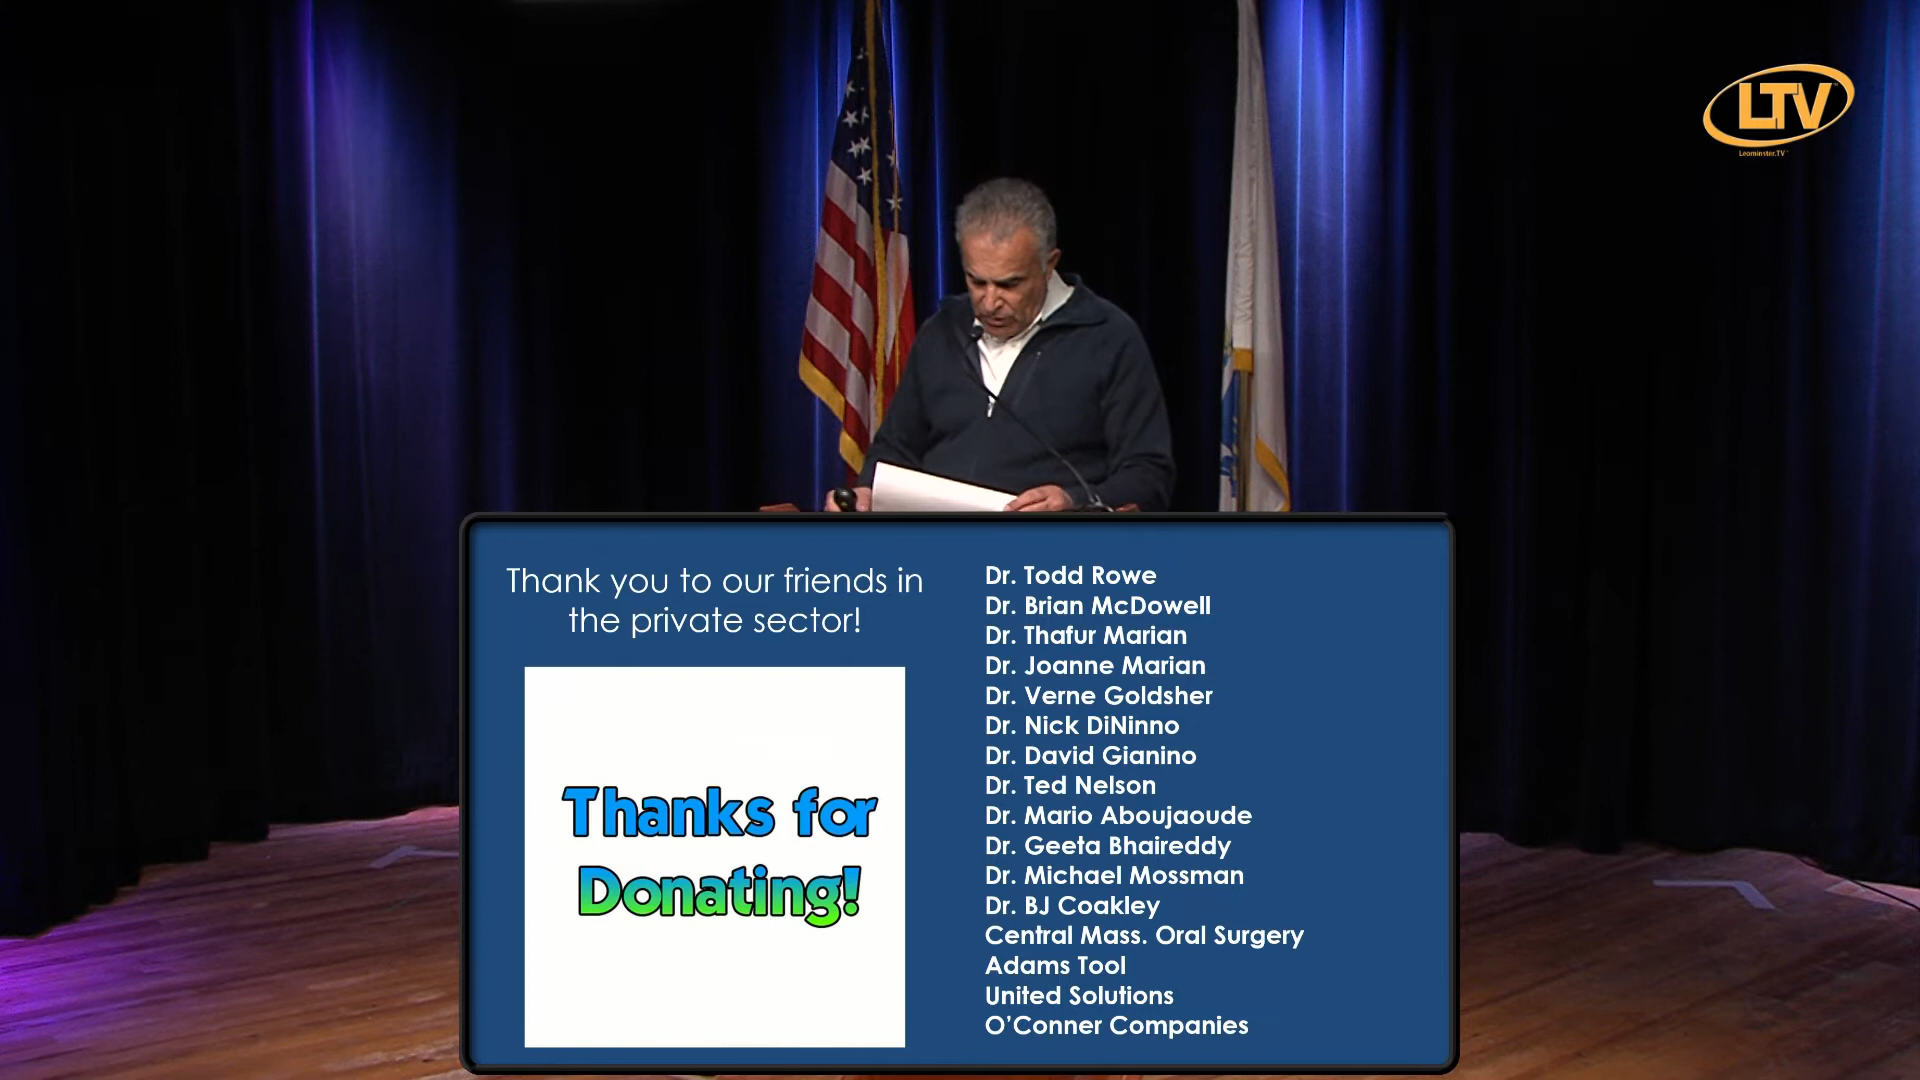 LTV
Leominster.TV
Thank you to our friends in
the private sector!
Thanks for
Donating!
Dr. Todd Rowe
Dr. Brian McDowell
Dr. Thafur Marian
Dr. Joanne Marian
Dr. Verne Goldsher
Dr. Nick DiNinno
Dr. David Gianino
Dr. Ted Nelson
Dr. Mario Aboujaoude
Dr. Geeta Bhaireddy
Dr. Michael Mossman
Dr. BJ Coakley
Central Mass. Oral Surgery
Adams Tool
United Solutions
O’Conner Companies